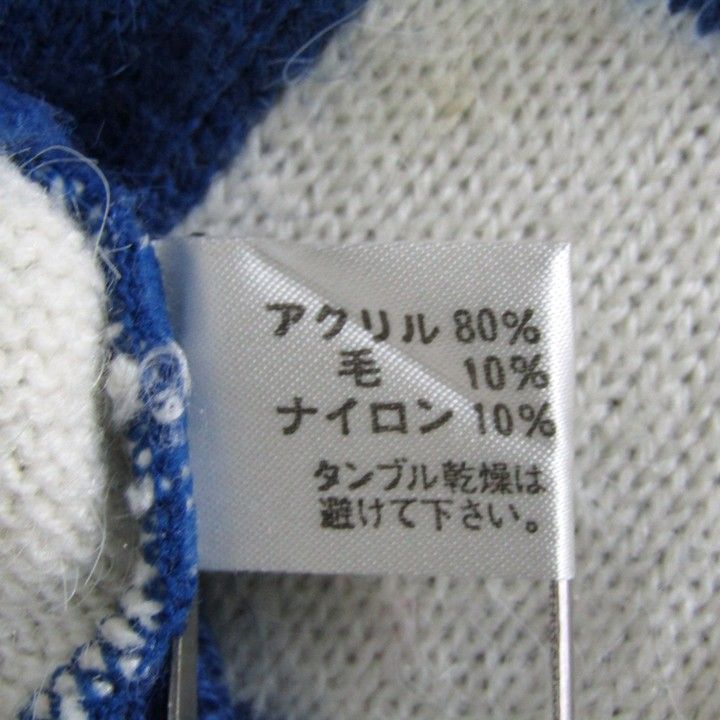 アクリル 80%
毛 10%
ナイロン 10%
タンブル乾燥は
避けて下さい。